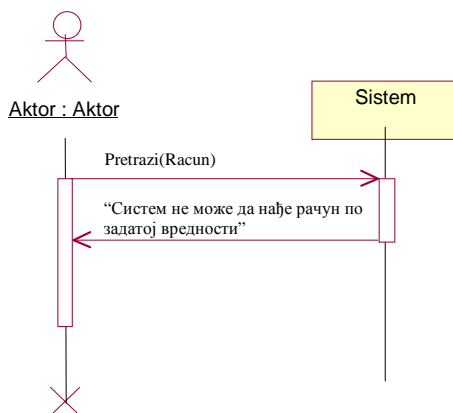 Aktor : Aktor
Sistem
Pretrazi(Racun)
“Систем не може да нађе рачун по
задатој вредности”